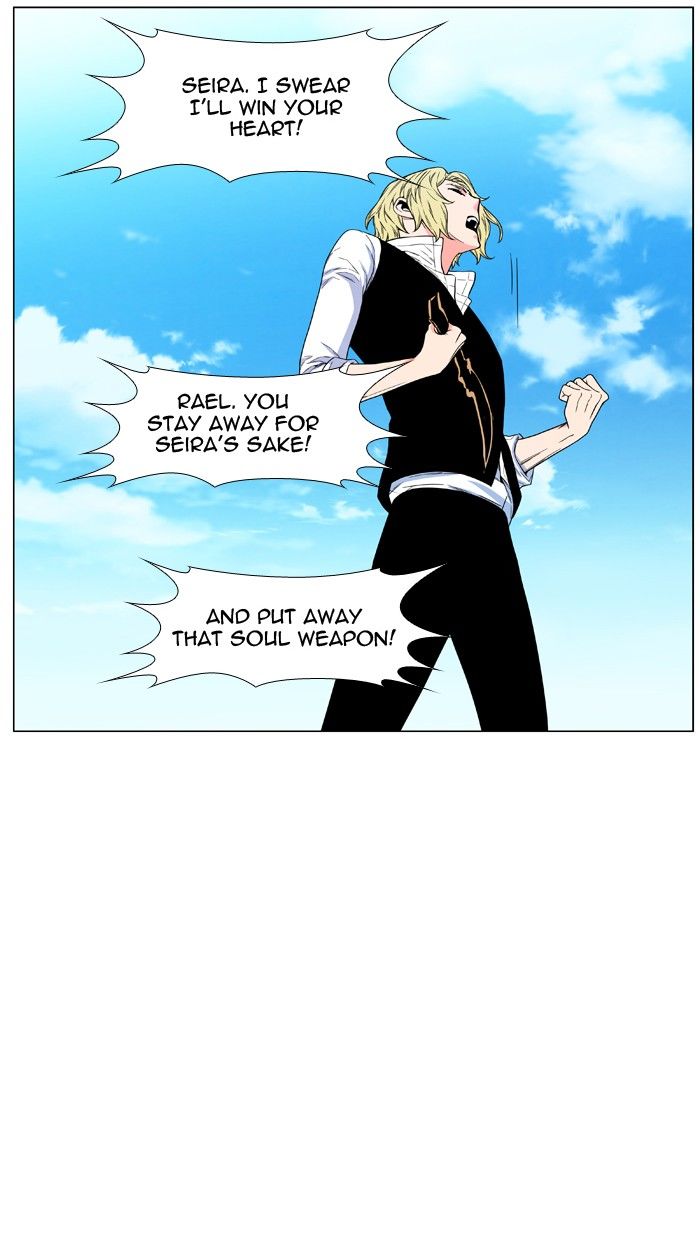 SEIRA. I SWEAR
I'LL WIN YOUR
HEART!
RAEL. YOU
STAY AWAY FOR
SEIRA'S SAKE!
AND PUT AWAY
THAT SOUL WEAPON!